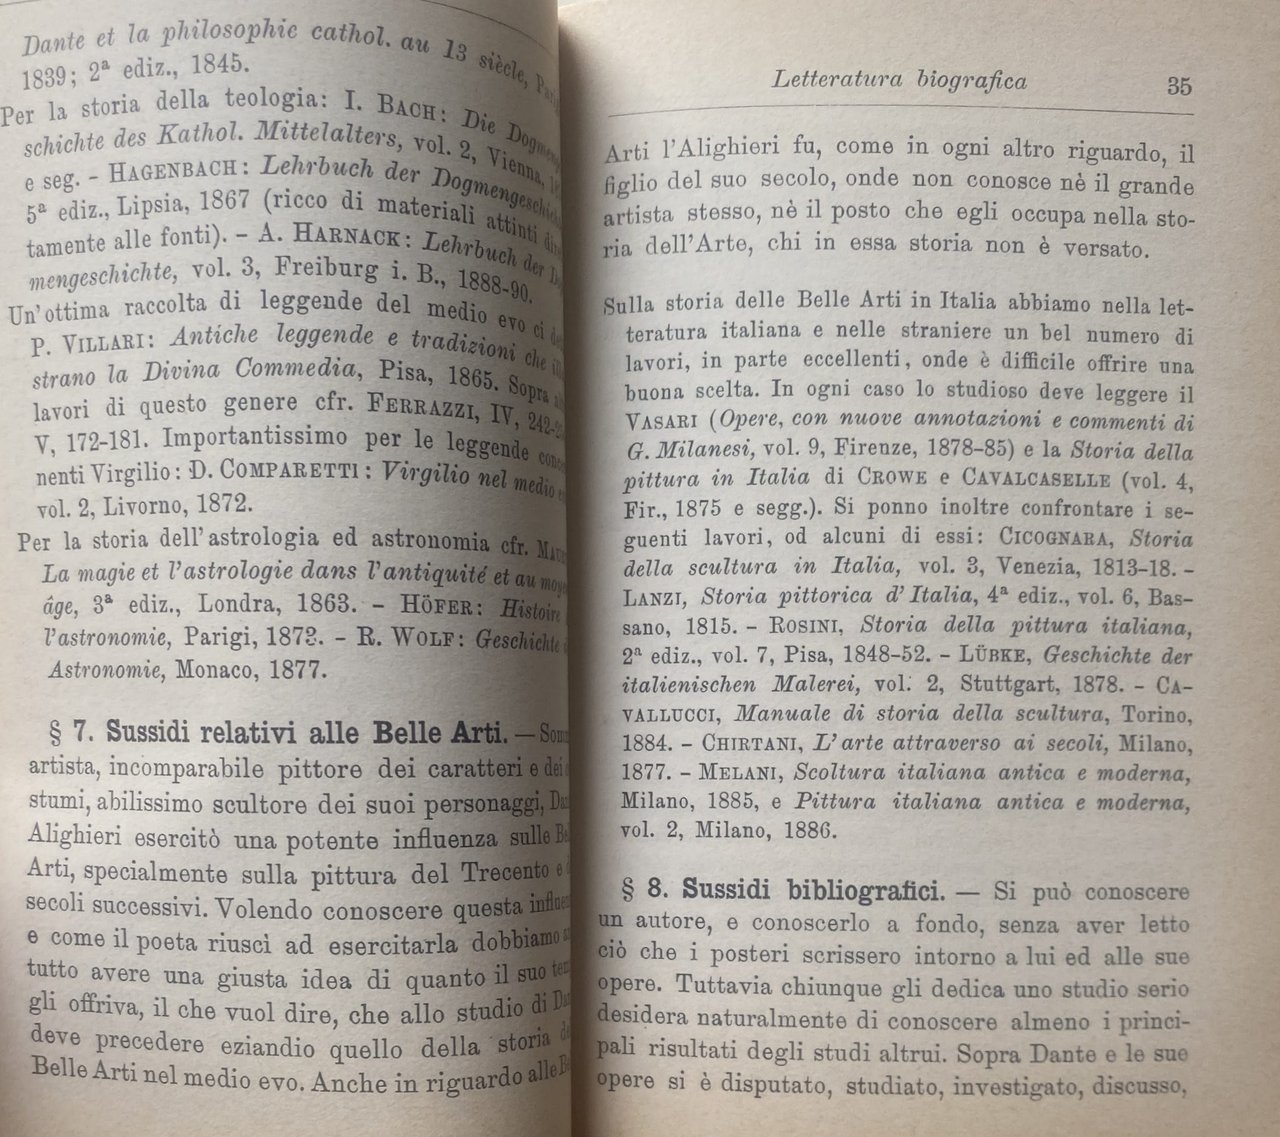 Dante et la philosophie cathol. au 13 siècle,
1839; 2ª ediz., 1845.
Per la storia della teologia: I. BACH: Die
schichte des Kathol. Mittelalters, vol. 2, Vienna,
e seg. - HAGENBACH: Lehrbuch der Dogmengeschichte
5ª ediz., Lipsia, 1867 (ricco di materiali attinti
tamente alle fonti). - A. HARNACK: Lehrbuch der
mengeschichte, vol. 3, Freiburg i. B., 1888-90.
Un'ottima raccolta di leggende del medio evo ci
P. VILLARI: Antiche leggende e tradizioni che
strano la Divina Commedia, Pisa, 1865. Sopra
lavori di questo genere cfr. FERRAZZI, IV,
V, 172-181. Importantissimo per le leggende
nenti Virgilio: D. COMPARETTI: Virgilio nel medio
vol. 2, Livorno, 1872.
Per la storia dell'astrologia ed astronomia cfr.
La magie et l'astrologie dans l'antiquité et au
âge, 3ª ediz., Londra, 1863. - HÖFER: Histoire
l'astronomie, Parigi, 1873. - R. WOLF: Geschichte
Astronomie, Monaco, 1877.
§ 7. Sussidi relativi alle Belle Arti. —
artista, incomparabile pittore dei caratteri e dei
stumi, abilissimo scultore dei suoi personaggi,
Alighieri esercitò una potente influenza sulle
Arti, specialmente sulla pittura del Trecento e
secoli successivi. Volendo conoscere questa
e come il poeta riuscì ad esercitarla dobbiamo
tutto avere una giusta idea di quanto il suo
gli offriva, il che vuol dire, che allo studio di
deve precedere eziandio quello della storia
Belle Arti nel medio evo. Anche in riguardo alle
Letteratura biografica 35
Arti l'Alighieri fu, come in ogni altro riguardo, il
figlio del suo secolo, onde non conosce nè il grande
artista stesso, nè il posto che egli occupa nella sto-
ria dell'Arte, chi in essa storia non è versato.
Sulla storia delle Belle Arti in Italia abbiamo nella let-
teratura italiana e nelle straniere un bel numero di
lavori, in parte eccellenti, onde è difficile offrire una
buona scelta. In ogni caso lo studioso deve leggere il
VASARI (Opere, con nuove annotazioni e commenti di
G. Milanesi, vol. 9, Firenze, 1878-85) e la Storia della
pittura in Italia di CROWE e CAVALCASELLE (vol. 4,
Fir., 1875 e segg.). Si ponno inoltre confrontare i se-
guenti lavori, od alcuni di essi: CICOGNARA, Storia
della scultura in Italia, vol. 3, Venezia, 1813-18. -
LANZI, Storia pittorica d'Italia, 4ª ediz., vol. 6, Bas-
sano, 1815. - ROSINI, Storia della pittura italiana,
2ª ediz., vol. 7, Pisa, 1848-52. - LÜBKE, Geschichte der
italienischen Malerei, vol. 2, Stuttgart, 1878. - CA-
VALLUCCI, Manuale di storia della scultura, Torino,
1884. - CHIRTANI, L'arte attraverso ai secoli, Milano,
1877. - MELANI, Scoltura italiana antica e moderna,
Milano, 1885, e Pittura italiana antica e moderna,
vol. 2, Milano, 1886.
§ 8. Sussidi bibliografici. — Si può conoscere
un autore, e conoscerlo a fondo, senza aver letto
ciò che i posteri scrissero intorno a lui ed alle sue
opere. Tuttavia chiunque gli dedica uno studio serio
desidera naturalmente di conoscere almeno i princi-
pali risultati degli studi altrui. Sopra Dante e le sue
opere si è disputato, studiato, investigato, discusso,